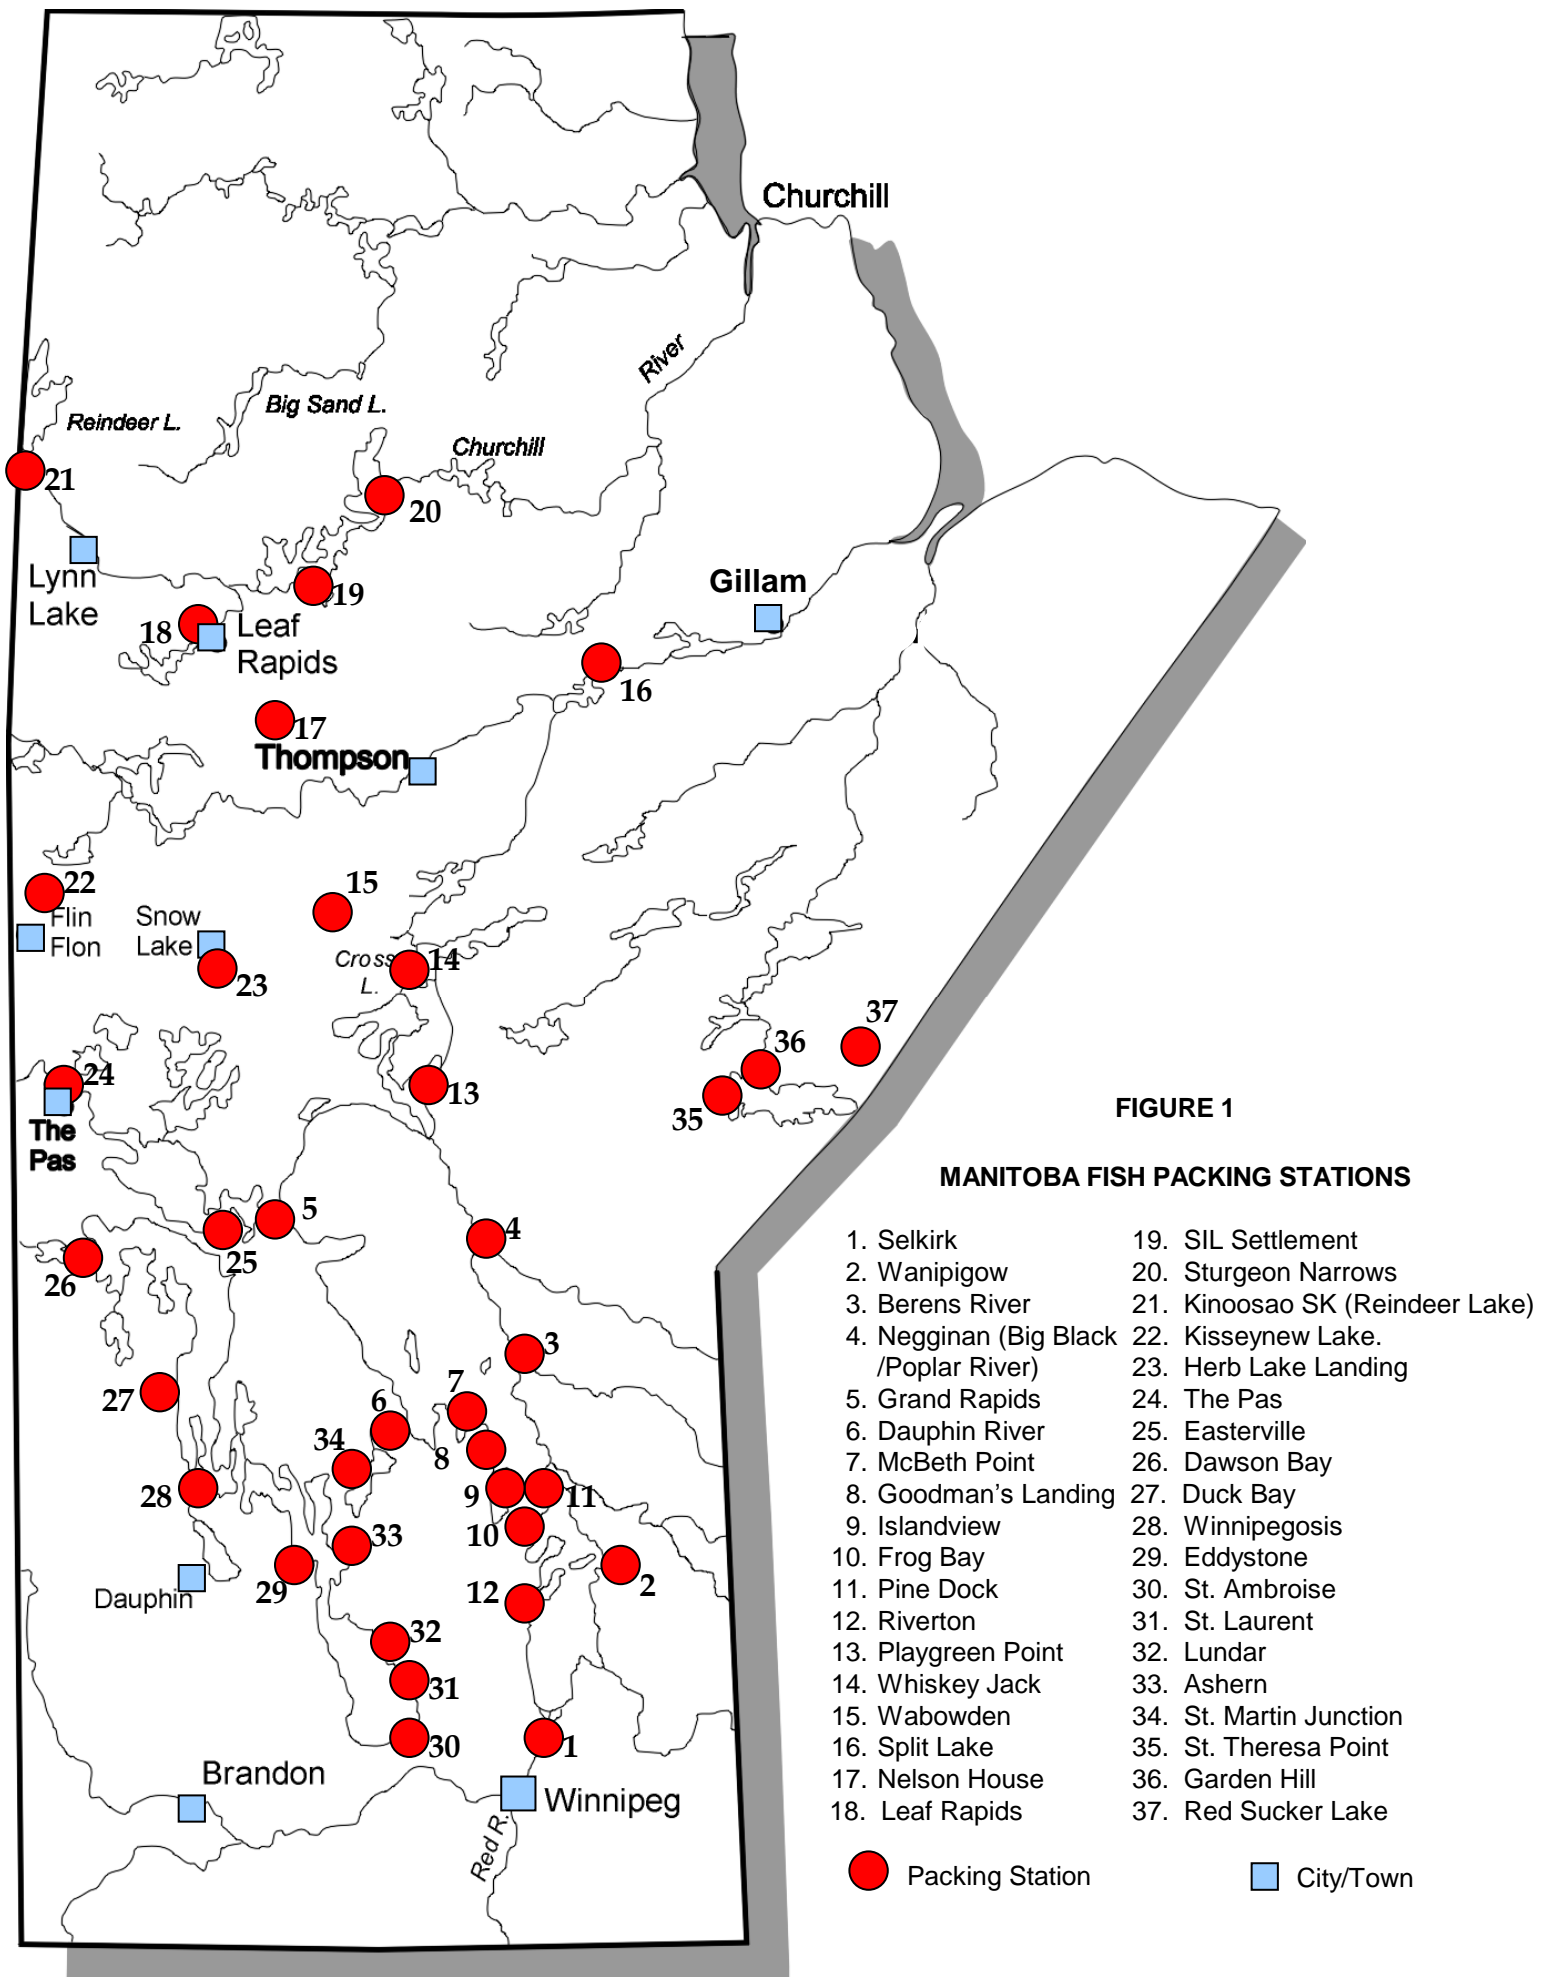 Churchill
River
Big Sand L.
Reindeer L.
Churchill
21
20
Lynn
Lake
19
Gillam
18
Leaf
Rapids
16
17
Thompson
22
15
Flin
Flon
Snow
Lake
Cross
L.
14
23
37
36
24
13
35
The
Pas
FIGURE 1
MANITOBA FISH PACKING STATIONS
5
4
25
26
3
7
27
6
34
8
28
9
11
10
33
29
2
Dauphin
12
32
31
30
1
Brandon
Winnipeg
Red R.
1. Selkirk
2. Wanipigow
3. Berens River
4. Negginan (Big Black
/Poplar River)
5. Grand Rapids
6. Dauphin River
7. McBeth Point
8. Goodman's Landing
9. Islandview
10. Frog Bay
11. Pine Dock
12. Riverton
13. Playgreen Point
14. Whiskey Jack
15. Wabowden
16. Split Lake
17. Nelson House
18. Leaf Rapids
19. SIL Settlement
20. Sturgeon Narrows
21. Kinoosao SK (Reindeer Lake)
22. Kisseynew Lake.
23. Herb Lake Landing
24. The Pas
25. Easterville
26. Dawson Bay
27. Duck Bay
28. Winnipegosis
29. Eddystone
30. St. Ambroise
31. St. Laurent
32. Lundar
33. Ashern
34. St. Martin Junction
35. St. Theresa Point
36. Garden Hill
37. Red Sucker Lake
Packing Station
City/Town